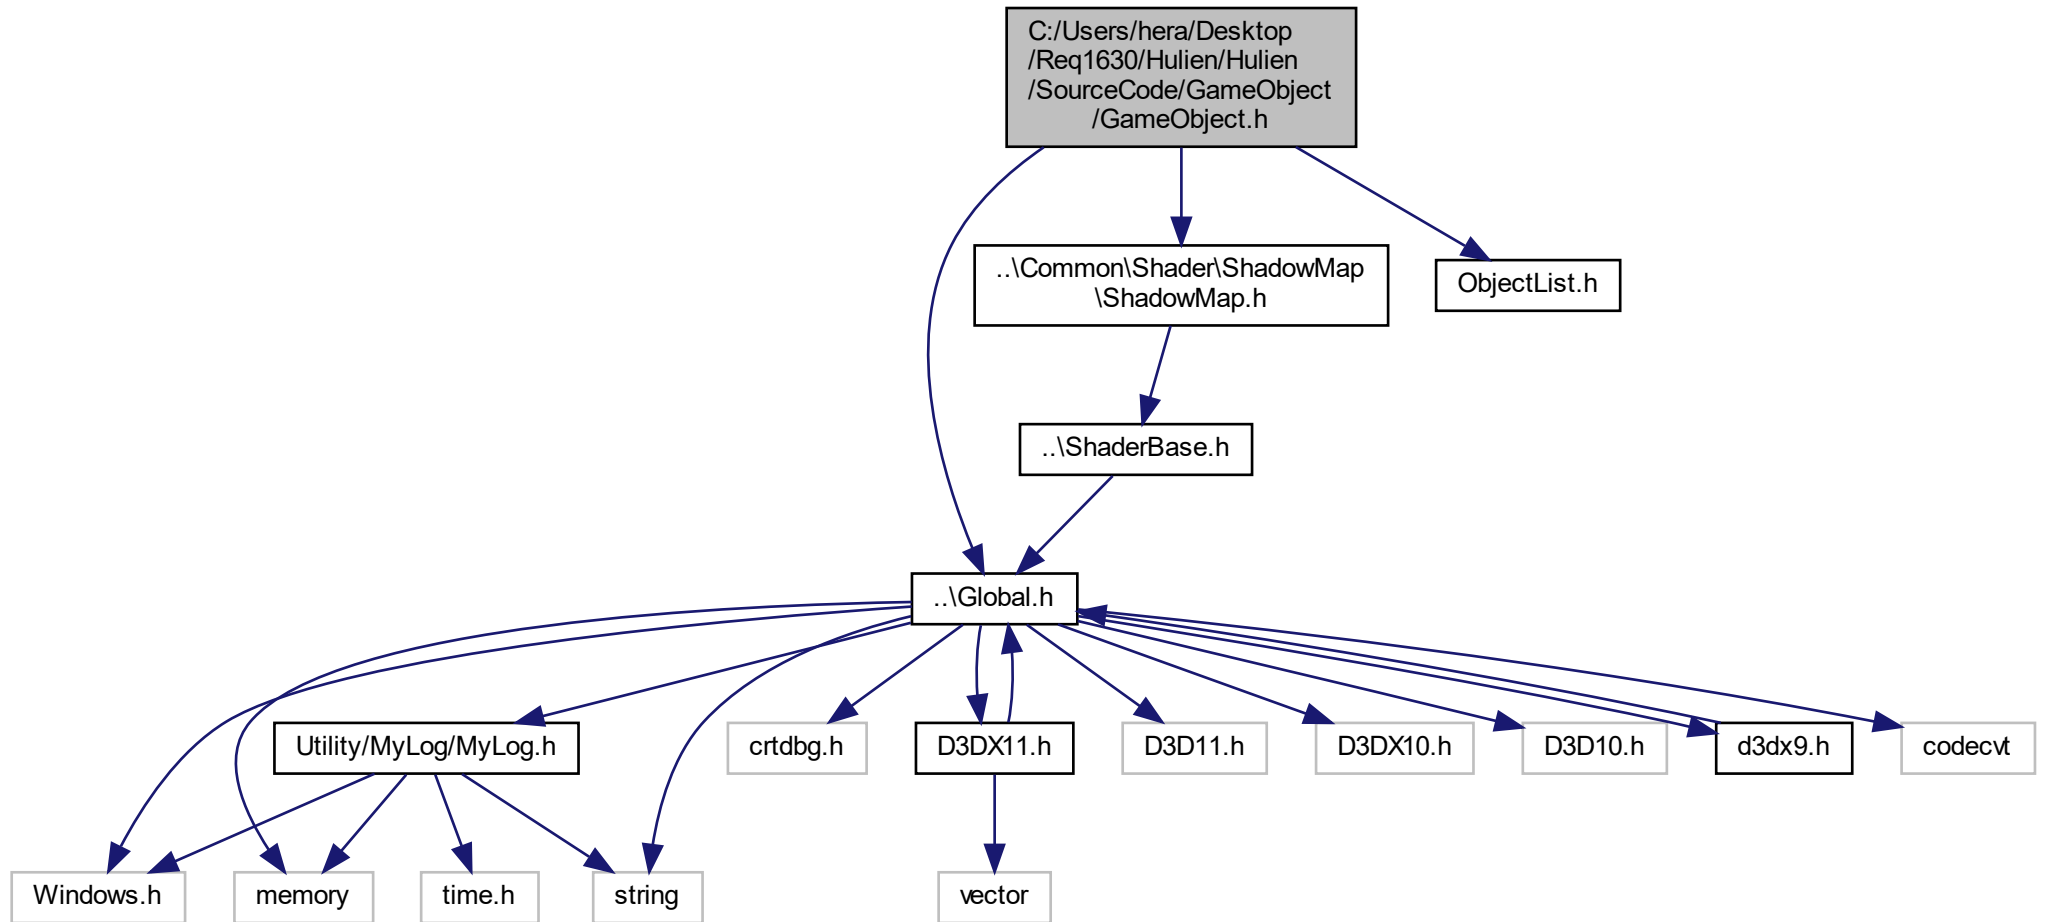 C:/Users/hera/Desktop
/Req1630/Hulien/Hulien
/SourceCode/GameObject
/GameObject.h
..\Common\Shader\ShadowMap
\ShadowMap.h
ObjectList.h
..\ShaderBase.h
..\Global.h
Utility/MyLog/MyLog.h
crtdbg.h
D3DX11.h
D3D11.h
D3DX10.h
D3D10.h
d3dx9.h
codecvt
Windows.h
memory
time.h
string
vector